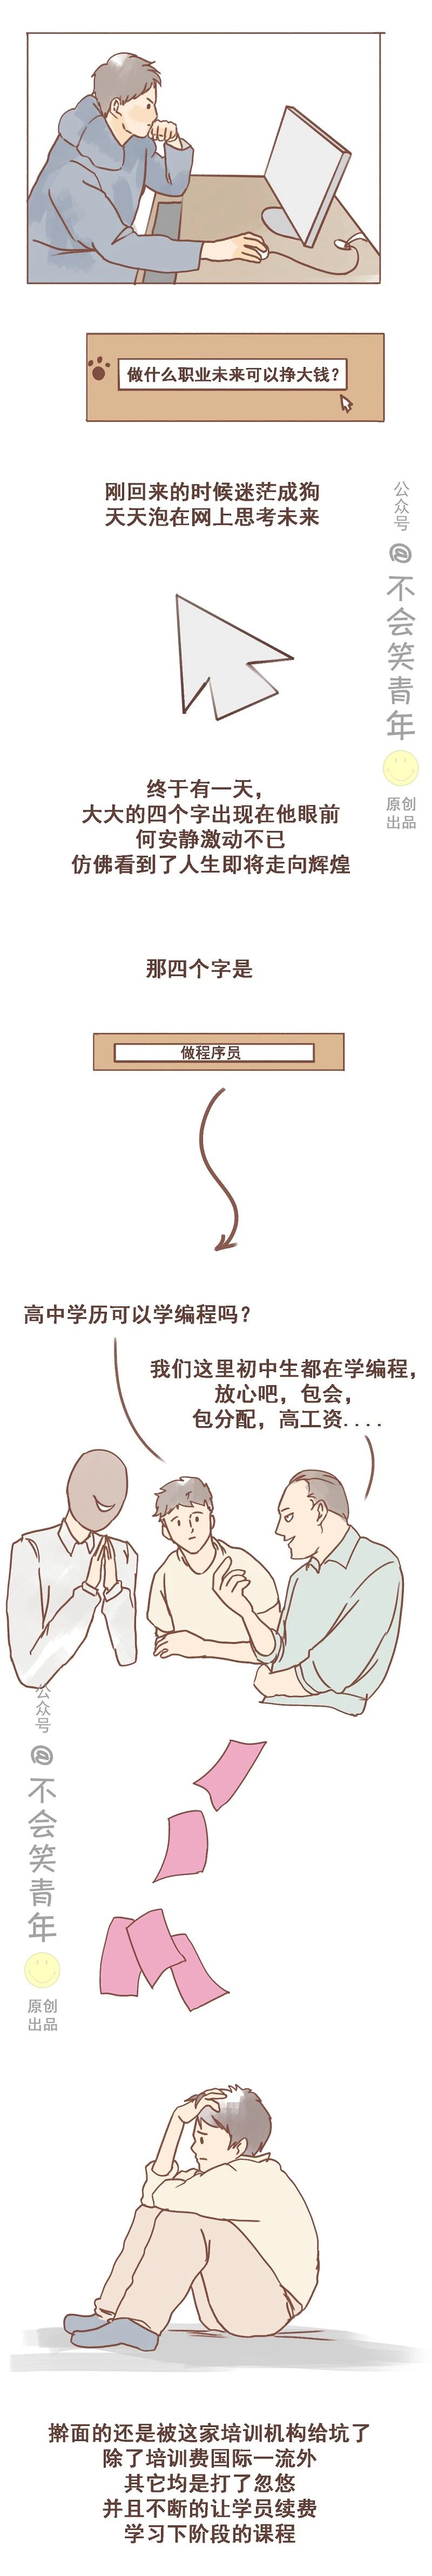 做什么职业未来可以挣大钱？
刚回来的时候迷茫成狗
天天泡在网上思考未来
公众号@不会笑青年
原创
出品
终于有一天，
大大的四个字出现在他眼前
何安静激动不已
仿佛看到了人生即将走向辉煌
那四个字是
做程序员
高中学历可以学编程吗？
我们这里初中生都在学编程，
放心吧，包会，
包分配，高工资....
公众号@不会笑青年
原创
出品
擀面的还是被这家培训机构给坑了
除了培训费国际一流外
其它均是打了忽悠
并且不断的让学员续费
学习下阶段的课程